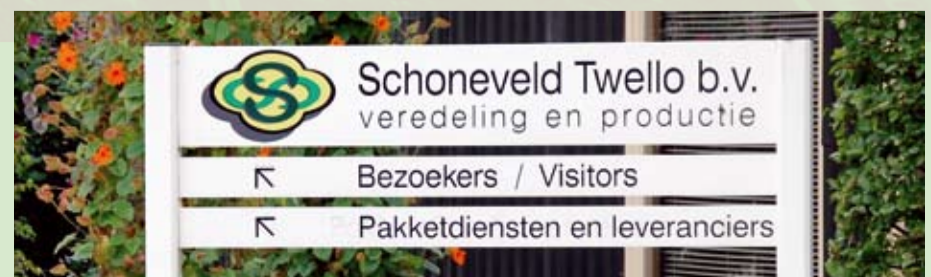 Schoneveld Twello b.v.
veredeling en productie
Bezoekers / Visitors
Pakketdiensten en leveranciers